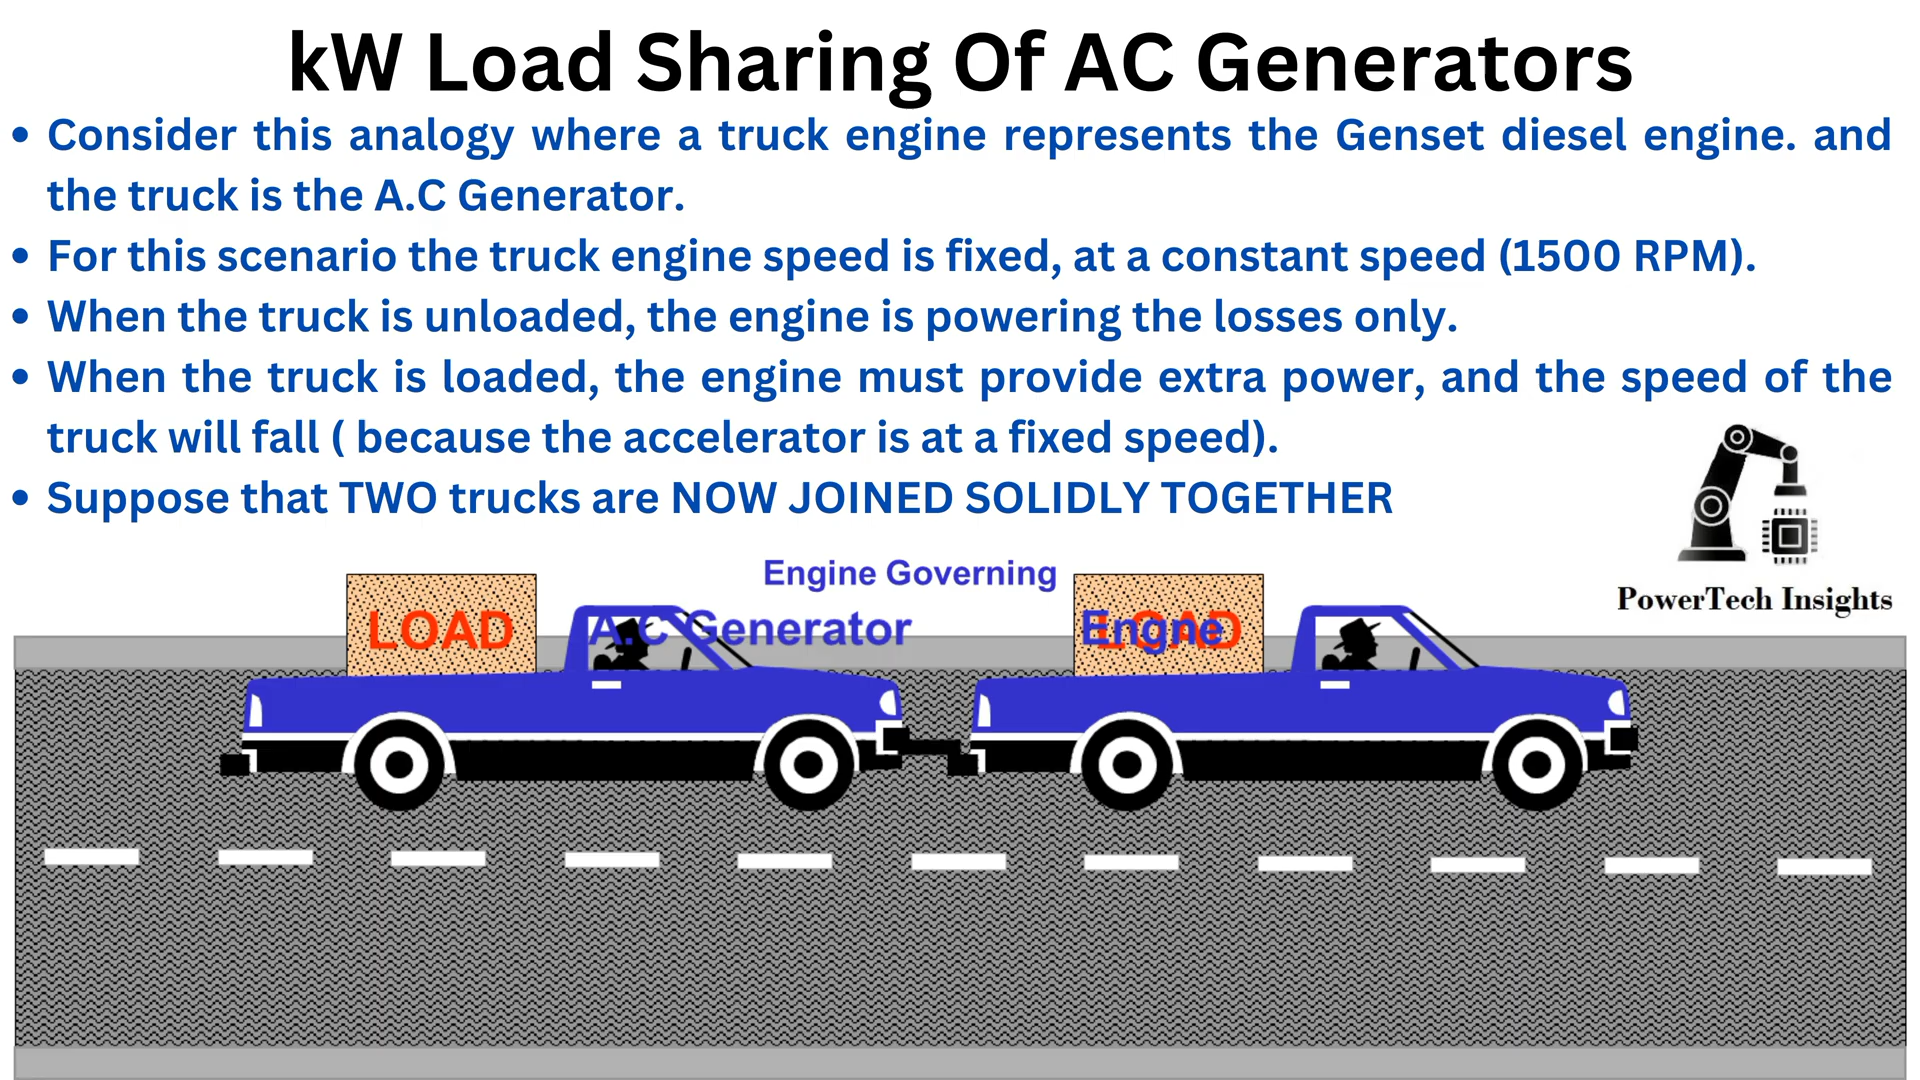 kW Load Sharing Of AC Generators
• Consider this analogy where a truck engine represents the Genset diesel engine. and
the truck is the A.C Generator.
• For this scenario the truck engine speed is fixed, at a constant speed (1500 RPM).
• When the truck is unloaded, the engine is powering the losses only.
• When the truck is loaded, the engine must provide extra power, and the speed of the
truck will fall ( because the accelerator is at a fixed speed).
• Suppose that TWO trucks are NOW JOINED SOLIDLY TOGETHER
Engine Governing
PowerTech Insights
LOAD
A.C Generator
LOAD
Engne